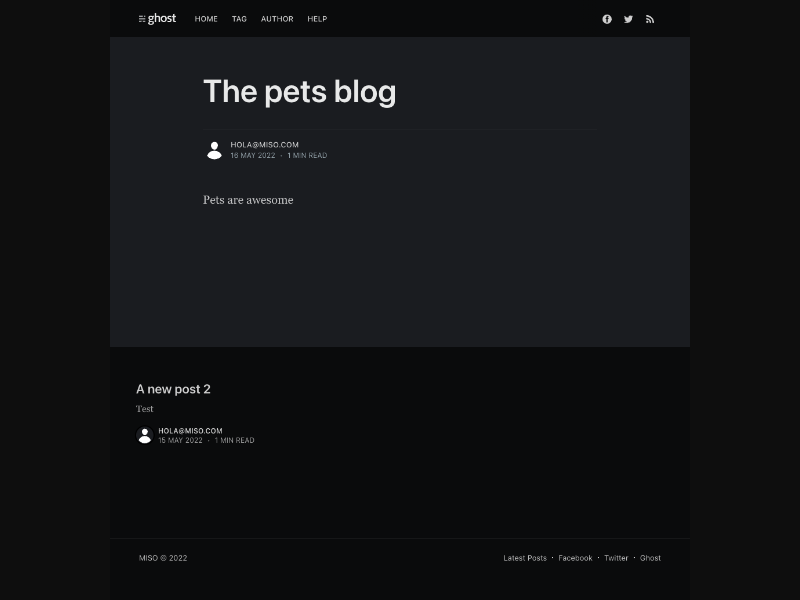 ghost HOME TAG AUTHOR HELP
The pets blog
HOLA@MISO.COM
16 MAY 2022 • 1 MIN READ
Pets are awesome
A new post 2
Test
HOLA@MISO.COM
15 MAY 2022 • 1 MIN READ
MISO © 2022 Latest Posts • Facebook • Twitter • Ghost